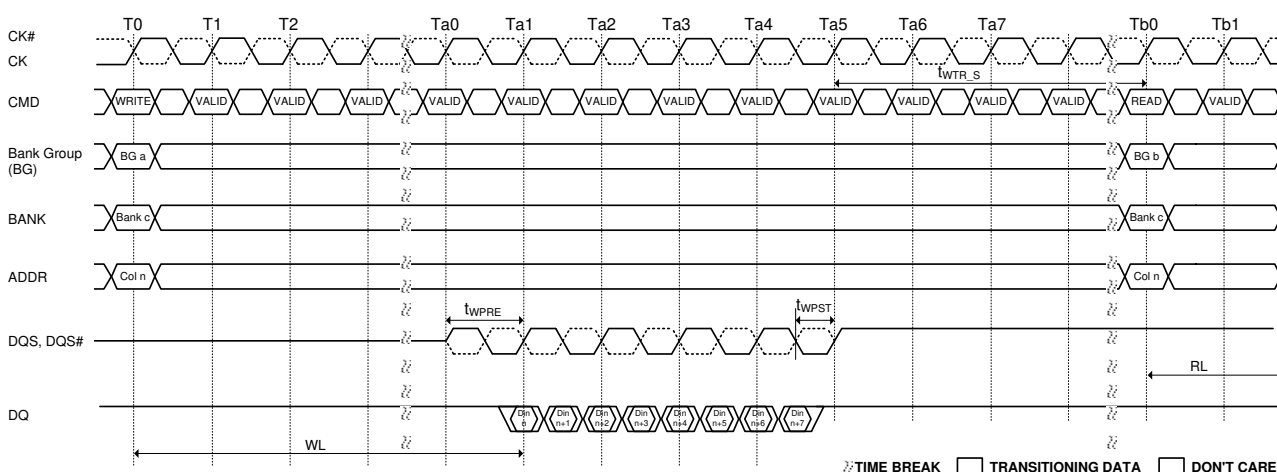 T0 T1 T2 Ta0 Ta1 Ta2 Ta3 Ta4 Ta5 Ta6 Ta7 Tb0 Tb1
CK#
CK
tWTR_S
CMD WRITE VALID VALID VALID VALID VALID VALID VALID VALID VALID VALID VALID VALID READ VALID
Bank Group
(BG) BG a BG b
BANK Bank c Bank c
ADDR Col n Col n
tWPRE tWPST
DQS, DQS#
RL
DQ Din n Din n+1 Din n+2 Din n+3 Din n+4 Din n+5 Din n+6 Din n+7
WL
TIME BREAK TRANSITIONING DATA DON'T CARE